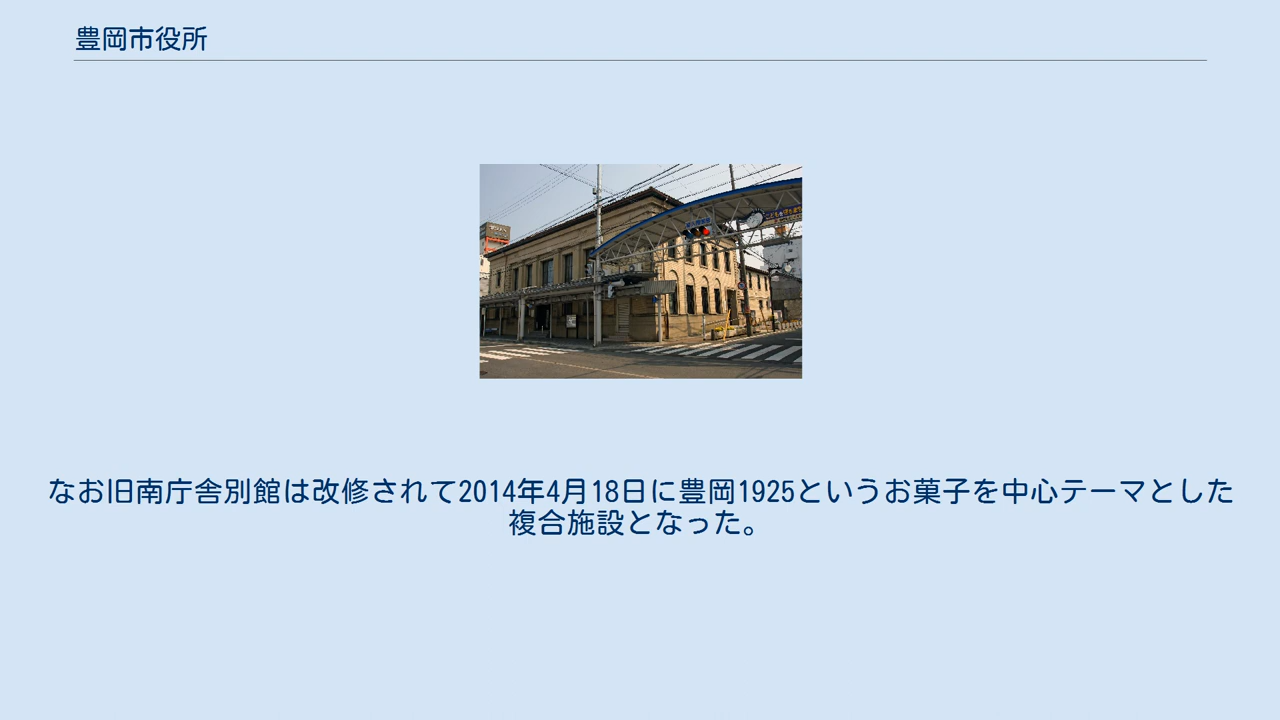 豊岡市役所
なお旧南庁舎別館は改修されて2014年4月18日に豊岡1925というお菓子を中心テーマとした
複合施設となった。